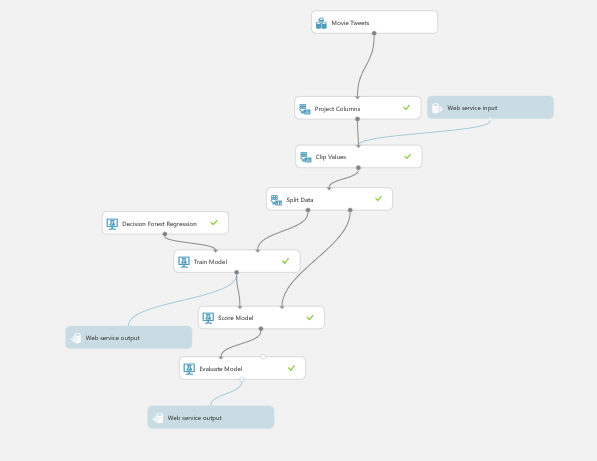 Movie Tweets
Project Columns
Web service input
Clip Values
Split Data
Decision Forest Regression
Train Model
Score Model
Web service output
Evaluate Model
Web service output